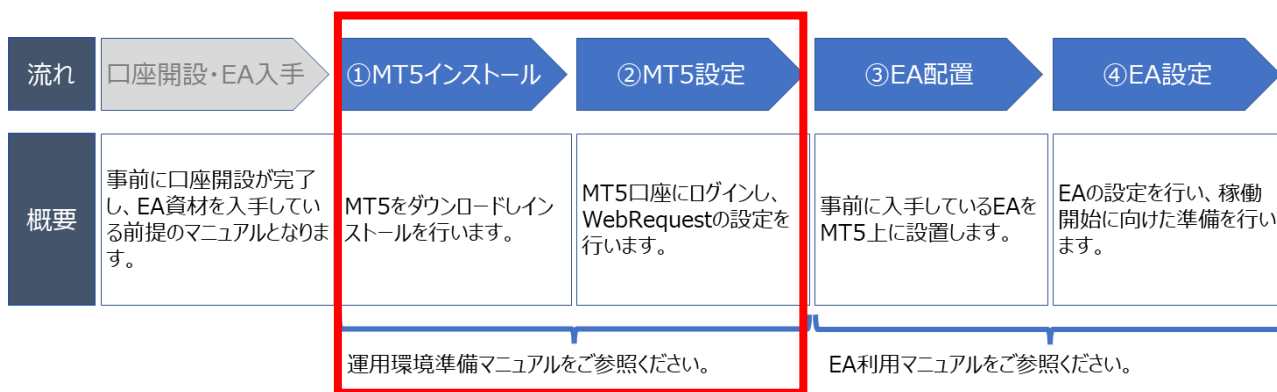 流れ
口座開設・EA入手
①MT5インストール
②MT5設定
③EA配置
④EA設定
概要
事前に口座開設が完了
し、EA資材を入手してい
る前提のマニュアルとなりま
す。
MT5をダウンロードしイン
ストールを行います。
MT5口座にログインし、
WebRequestの設定を
行います。
事前に入手しているEAを
MT5上に設置します。
EAの設定を行い、稼働
開始に向けた準備を行い
ます。
運用環境準備マニュアルをご参照ください。
EA利用マニュアルをご参照ください。